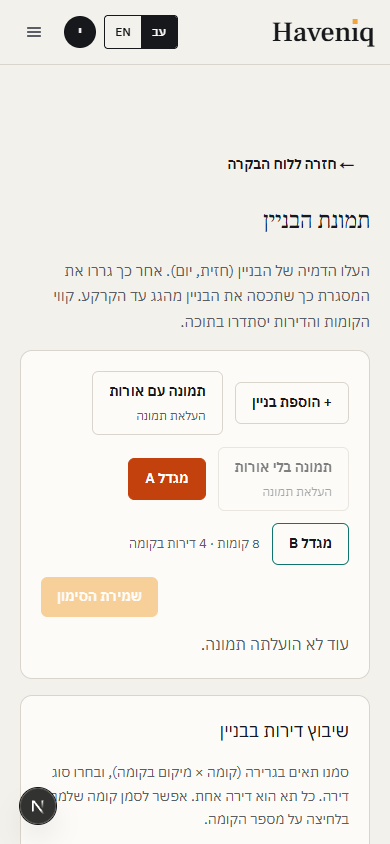 Haveniq
עב
EN
י
← חזרה ללוח הבקרה
תמונת הבניין
העלו הדמיה של הבניין (חזית, יום). אחר כך גררו את
המסגרת כך שתכסה את הבניין מהגג עד הקרקע. קווי
הקומות והדירות יסתדרו בתוכה.
+ הוספת בניין
תמונה עם אורות
העלאת תמונה
תמונה בלי אורות
העלאת תמונה
מגדל A
מגדל B
8 קומות · 4 דירות בקומה
שמירת הסימון
עוד לא הועלתה תמונה.
שיבוץ דירות בבניין
סמנו תאים בגרירה (קומה × מיקום בקומה), ובחרו סוג
דירה. כל תא הוא דירה אחת. אפשר לסמן קומה שלמה
בלחיצה על מספר הקומה.
N